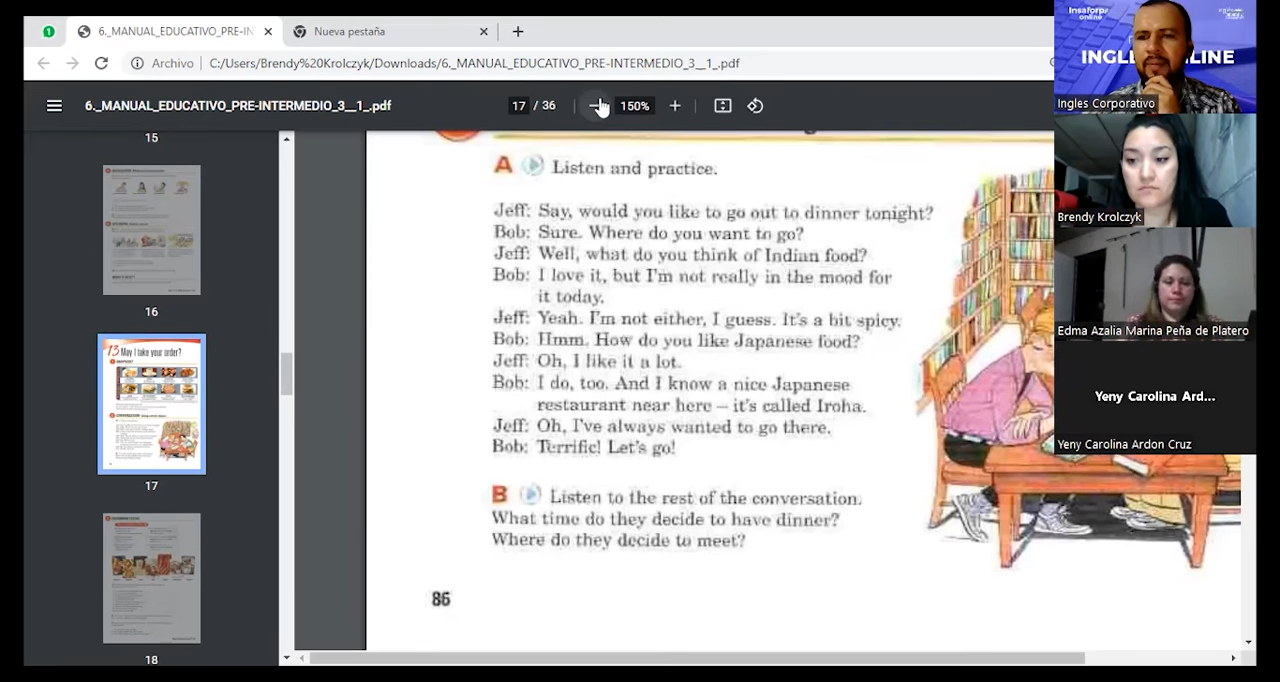 1
6._MANUAL_EDUCATIVO_PRE-IN
Nueva pestaña
Archivo
C:/Users/Brendy%20Krolczyk/Downloads/6._MANUAL_EDUCATIVO_PRE-INTERMEDIO_3__1_.pdf
6._MANUAL_EDUCATIVO_PRE-INTERMEDIO_3__1_.pdf
17 / 36
150%
15
16
13 May I take your order?
17
18
A Listen and practice.
Jeff: Say, would you like to go out to dinner tonight?
Bob: Sure. Where do you want to go?
Jeff: Well, what do you think of Indian food?
Bob: I love it, but I'm not really in the mood for
it today.
Jeff: Yeah. I'm not either, I guess. It's a bit spicy.
Bob: Hmm. How do you like Japanese food?
Jeff: Oh, I like it a lot.
Bob: I do, too. And I know a nice Japanese
restaurant near here – it's called Iroha.
Jeff: Oh, I've always wanted to go there.
Bob: Terrific! Let's go!
B Listen to the rest of the conversation.
What time do they decide to have dinner?
Where do they decide to meet?
86
Insaforp
online
Ingles Corporativo
Brendy Krolczyk
Edma Azalia Marina Peña de Platero
Yeny Carolina Ard...
Yeny Carolina Ardon Cruz